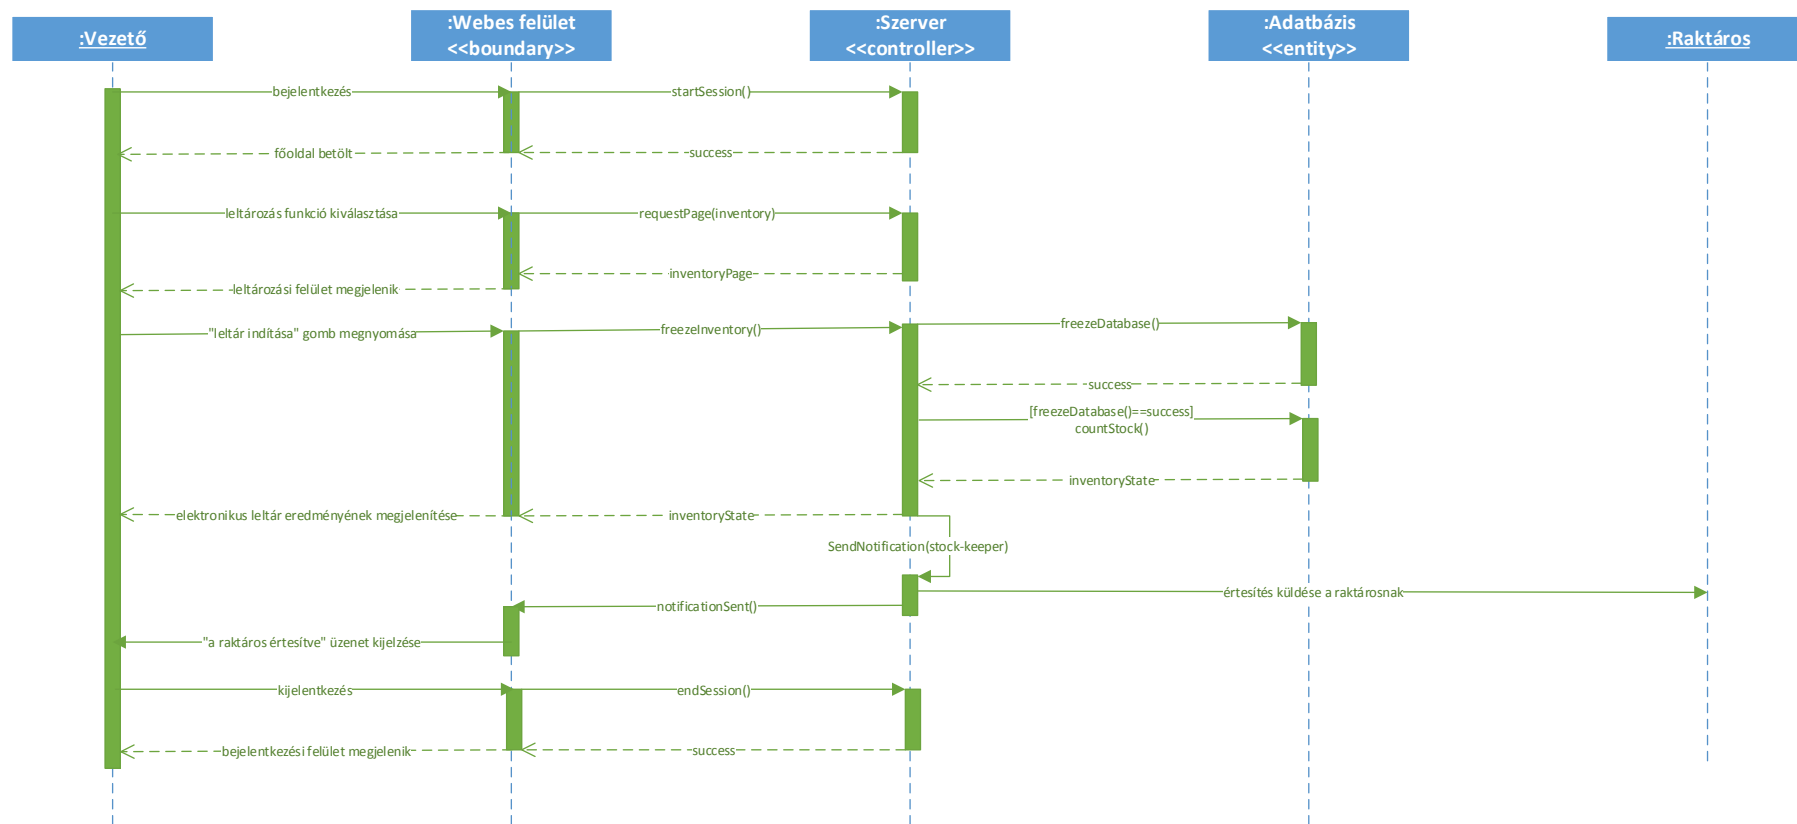 :Vezető
:Webes felület
<<boundary>>
:Szerver
<<controller>>
:Adatbázis
<<entity>>
:Raktáros
bejelentkezés
startSession()
főoldal betölt
success
leltározás funkció kiválasztása
requestPage(inventory)
inventoryPage
leltározási felület megjelenik
"leltár indítása" gomb megnyomása
freezeInventory()
freezeDatabase()
success
[freezeDatabase()==success]
countStock()
inventoryState
elektronikus leltár eredményének megjelenítése
inventoryState
SendNotification(stock-keeper)
értesítés küldése a raktárosnak
notificationSent()
"a raktáros értesítve" üzenet kijelzése
kijelentkezés
endSession()
bejelentkezési felület megjelenik
success